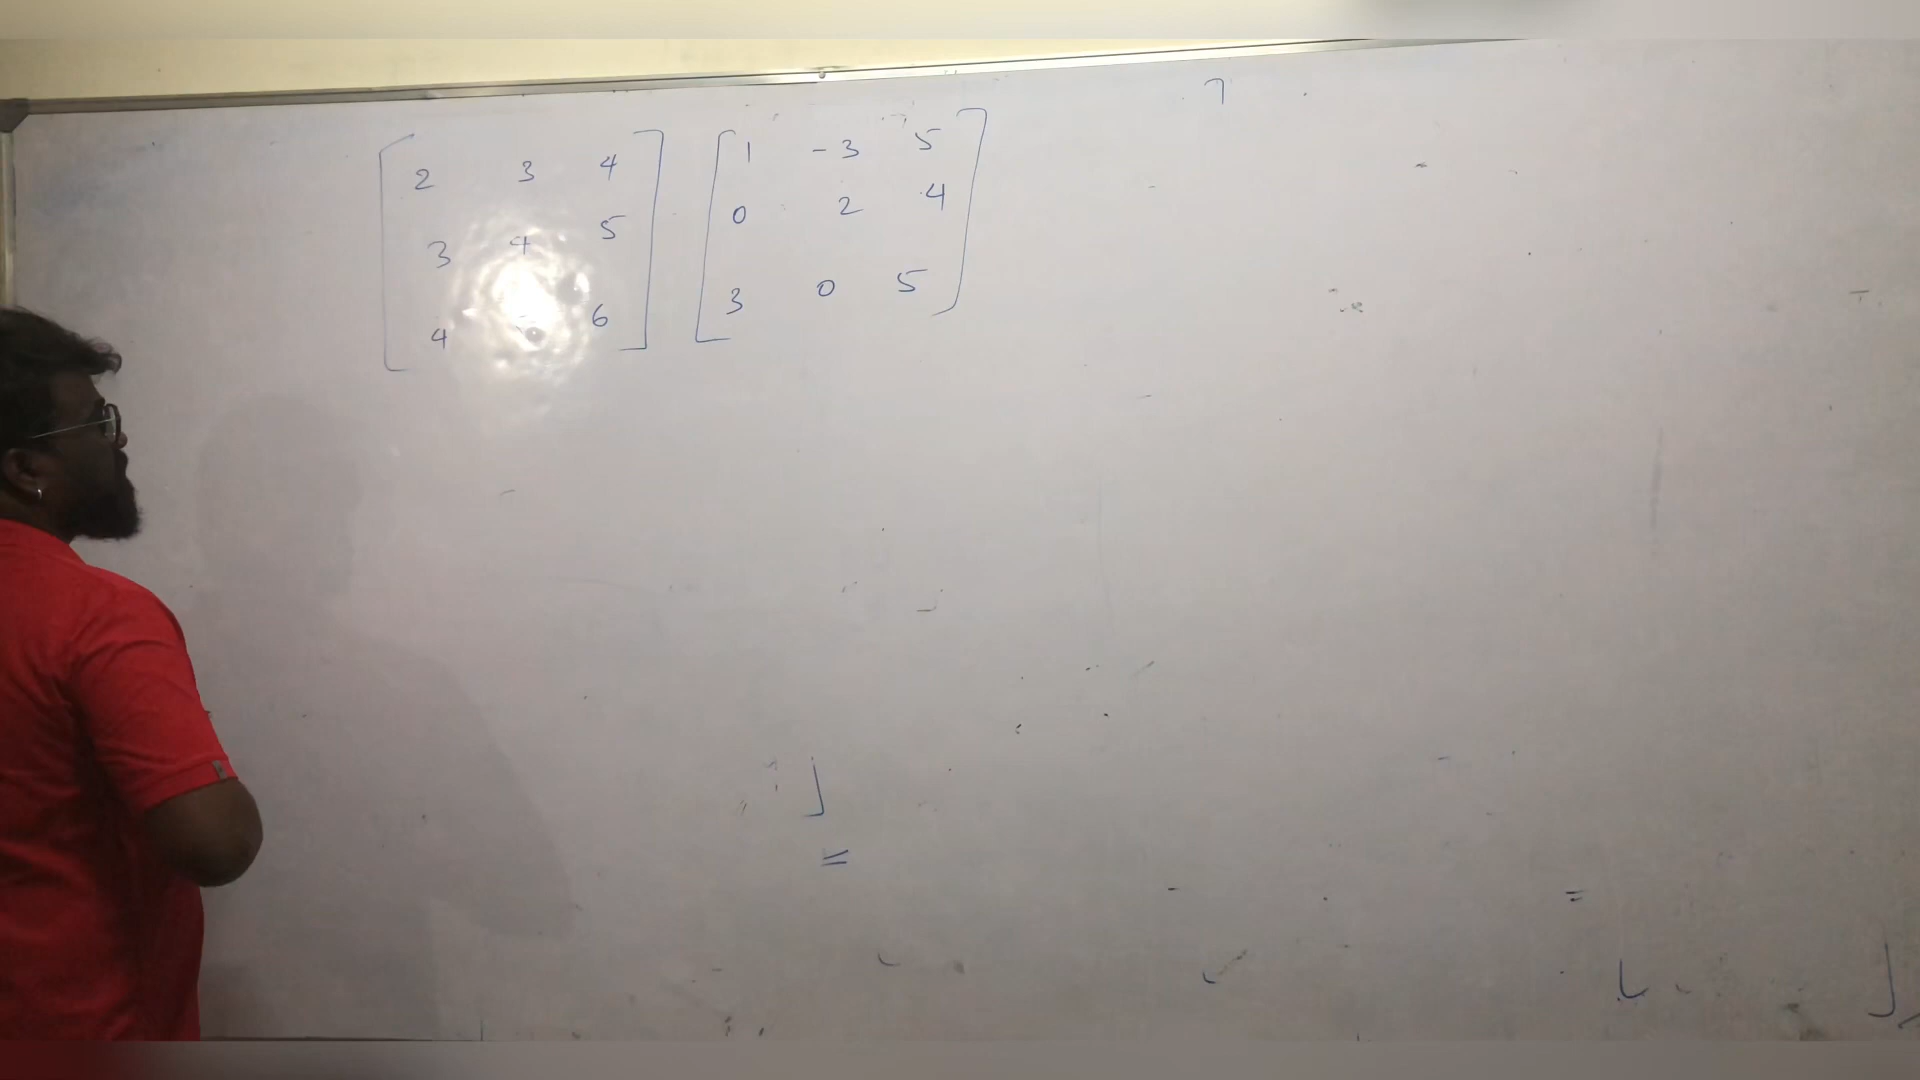 [2 3 4] [1 -3 5]
[3 4 5] [0 2 4]
[4 6] [3 0 5]
=
=